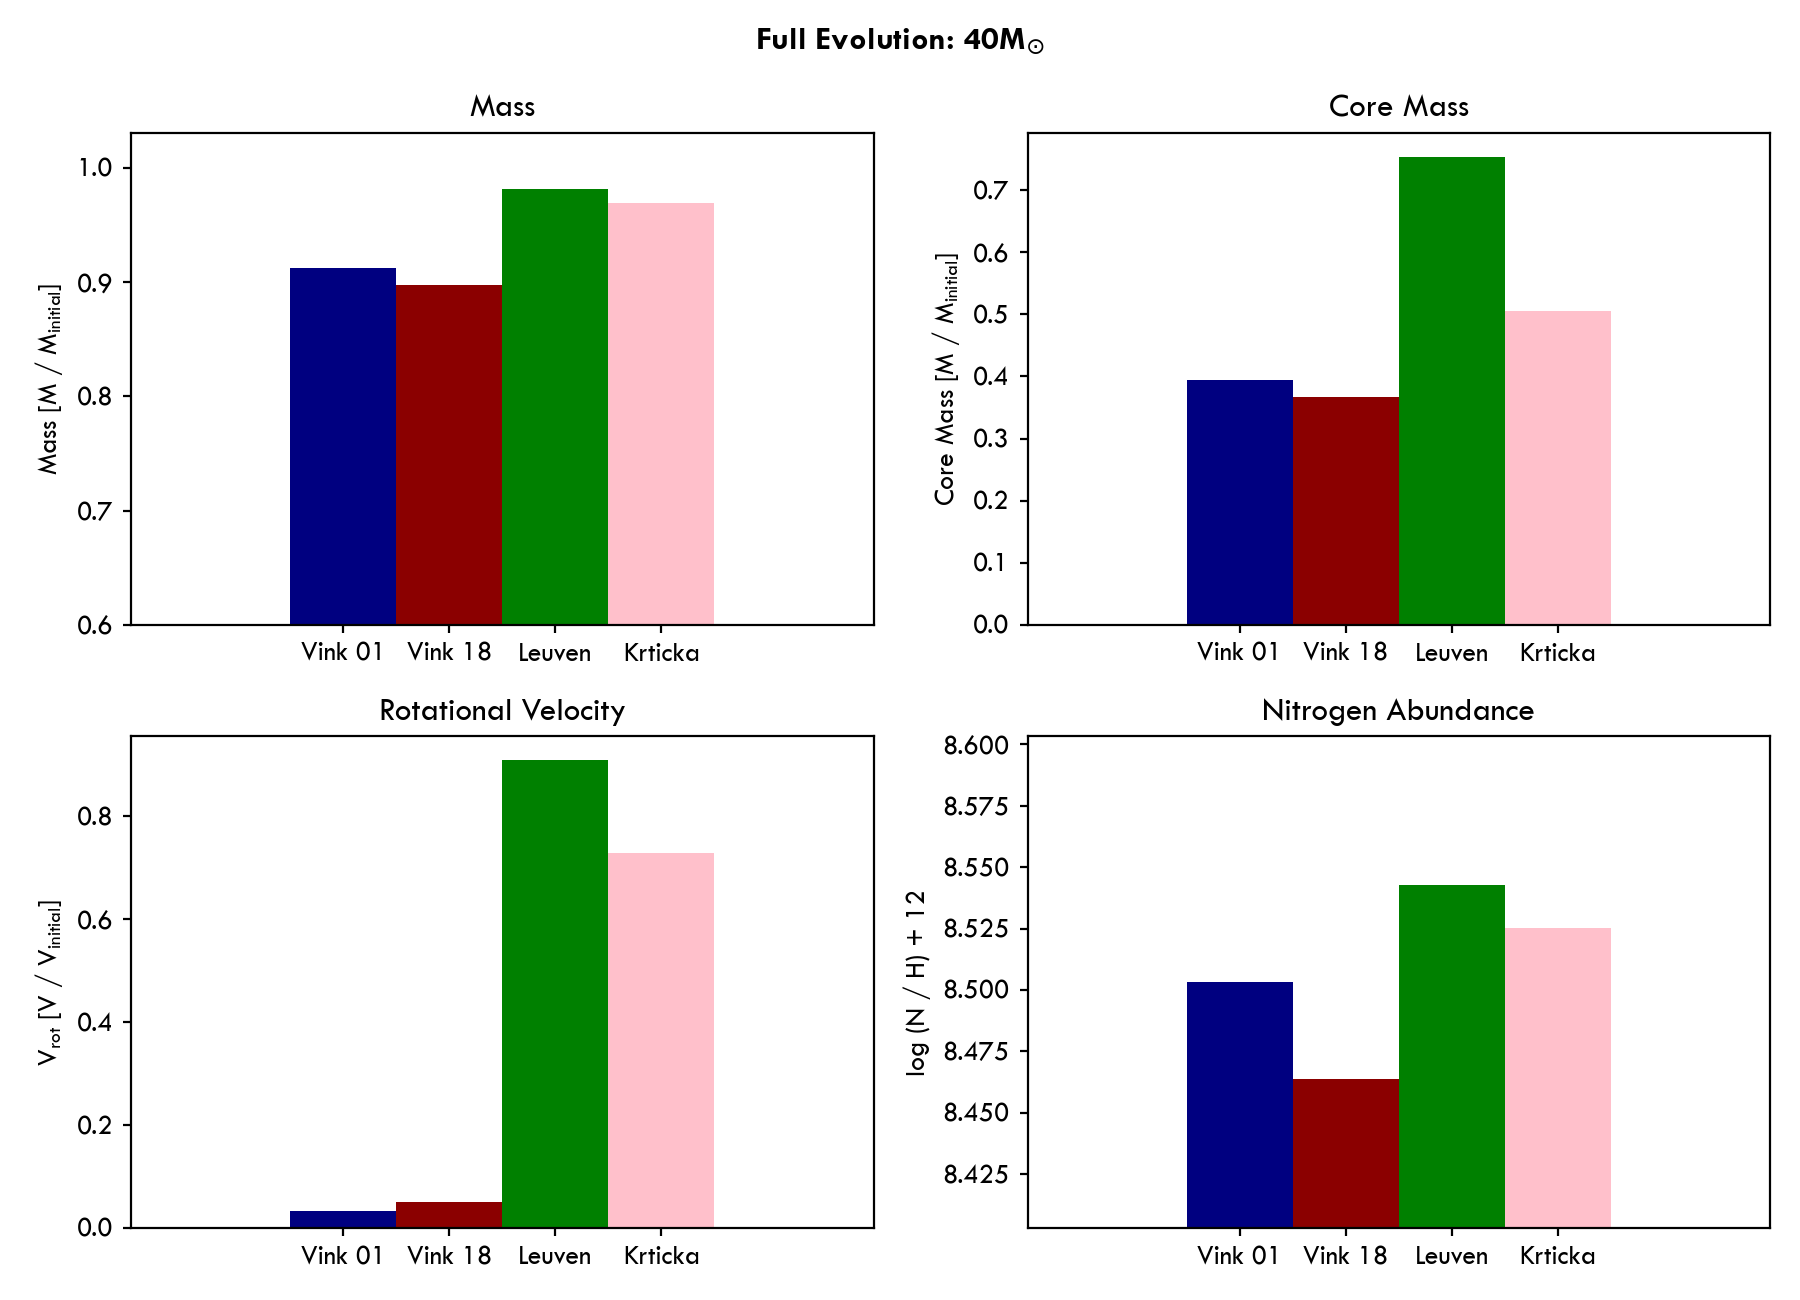 Full Evolution: 40M☉
Mass
Mass [M / Minitial]
1.0
0.9
0.8
0.7
0.6
Vink 01 Vink 18 Leuven Krticka
Core Mass
Core Mass [M / Minitial]
0.7
0.6
0.5
0.4
0.3
0.2
0.1
0.0
Vink 01 Vink 18 Leuven Krticka
Rotational Velocity
Vrot [V / Vinitial]
0.8
0.6
0.4
0.2
0.0
Vink 01 Vink 18 Leuven Krticka
Nitrogen Abundance
log (N / H) + 12
8.600
8.575
8.550
8.525
8.500
8.475
8.450
8.425
Vink 01 Vink 18 Leuven Krticka